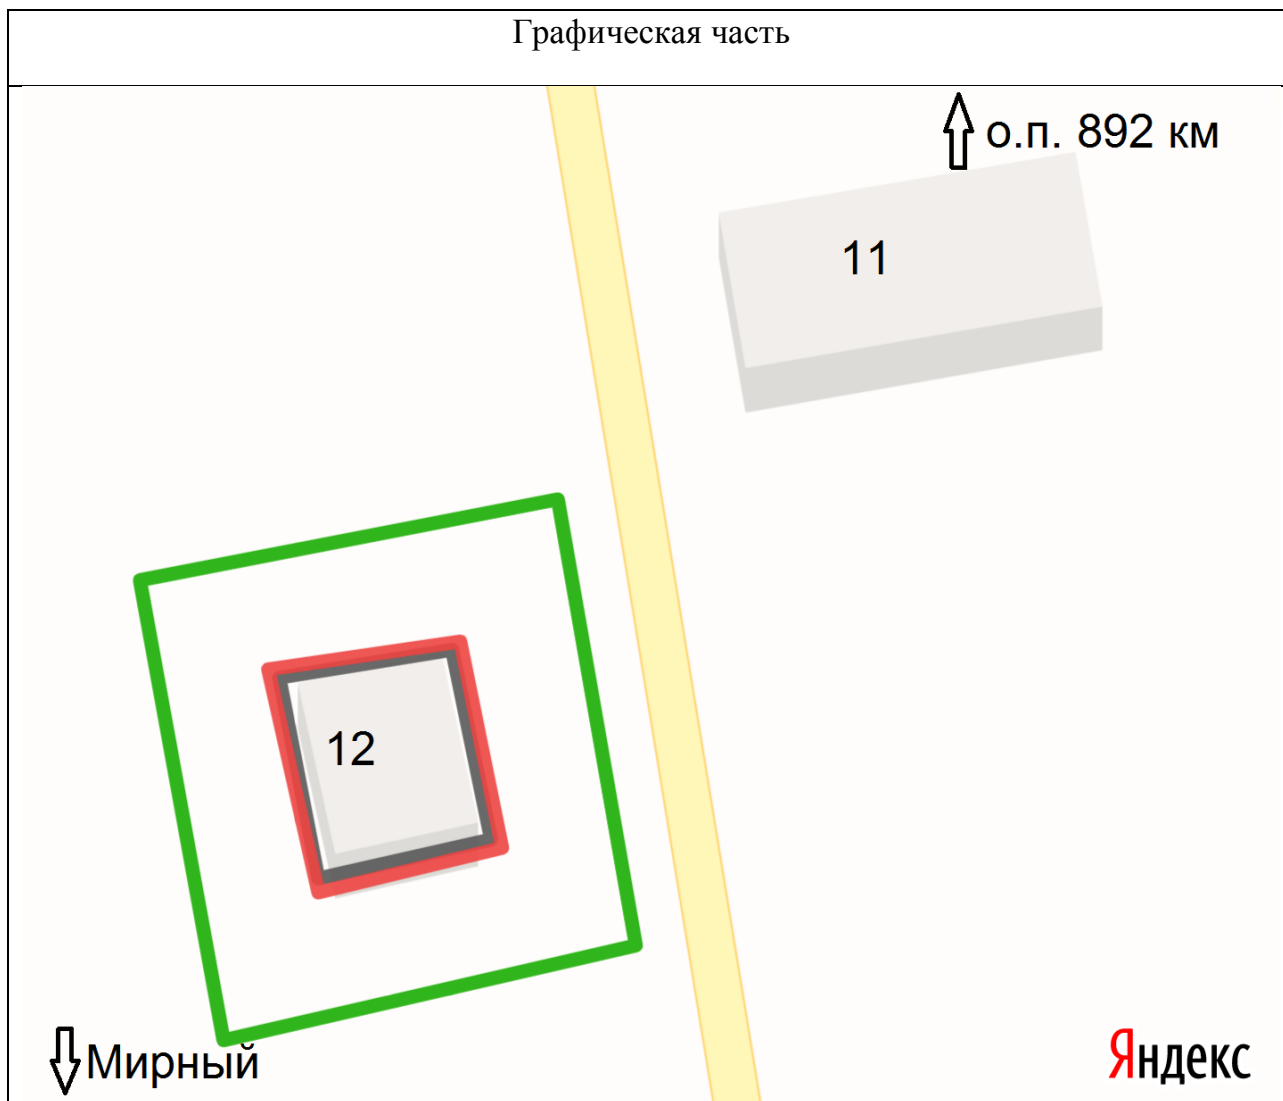 Графическая часть
о.п. 892 км
11
12
Мирный
Яндекс